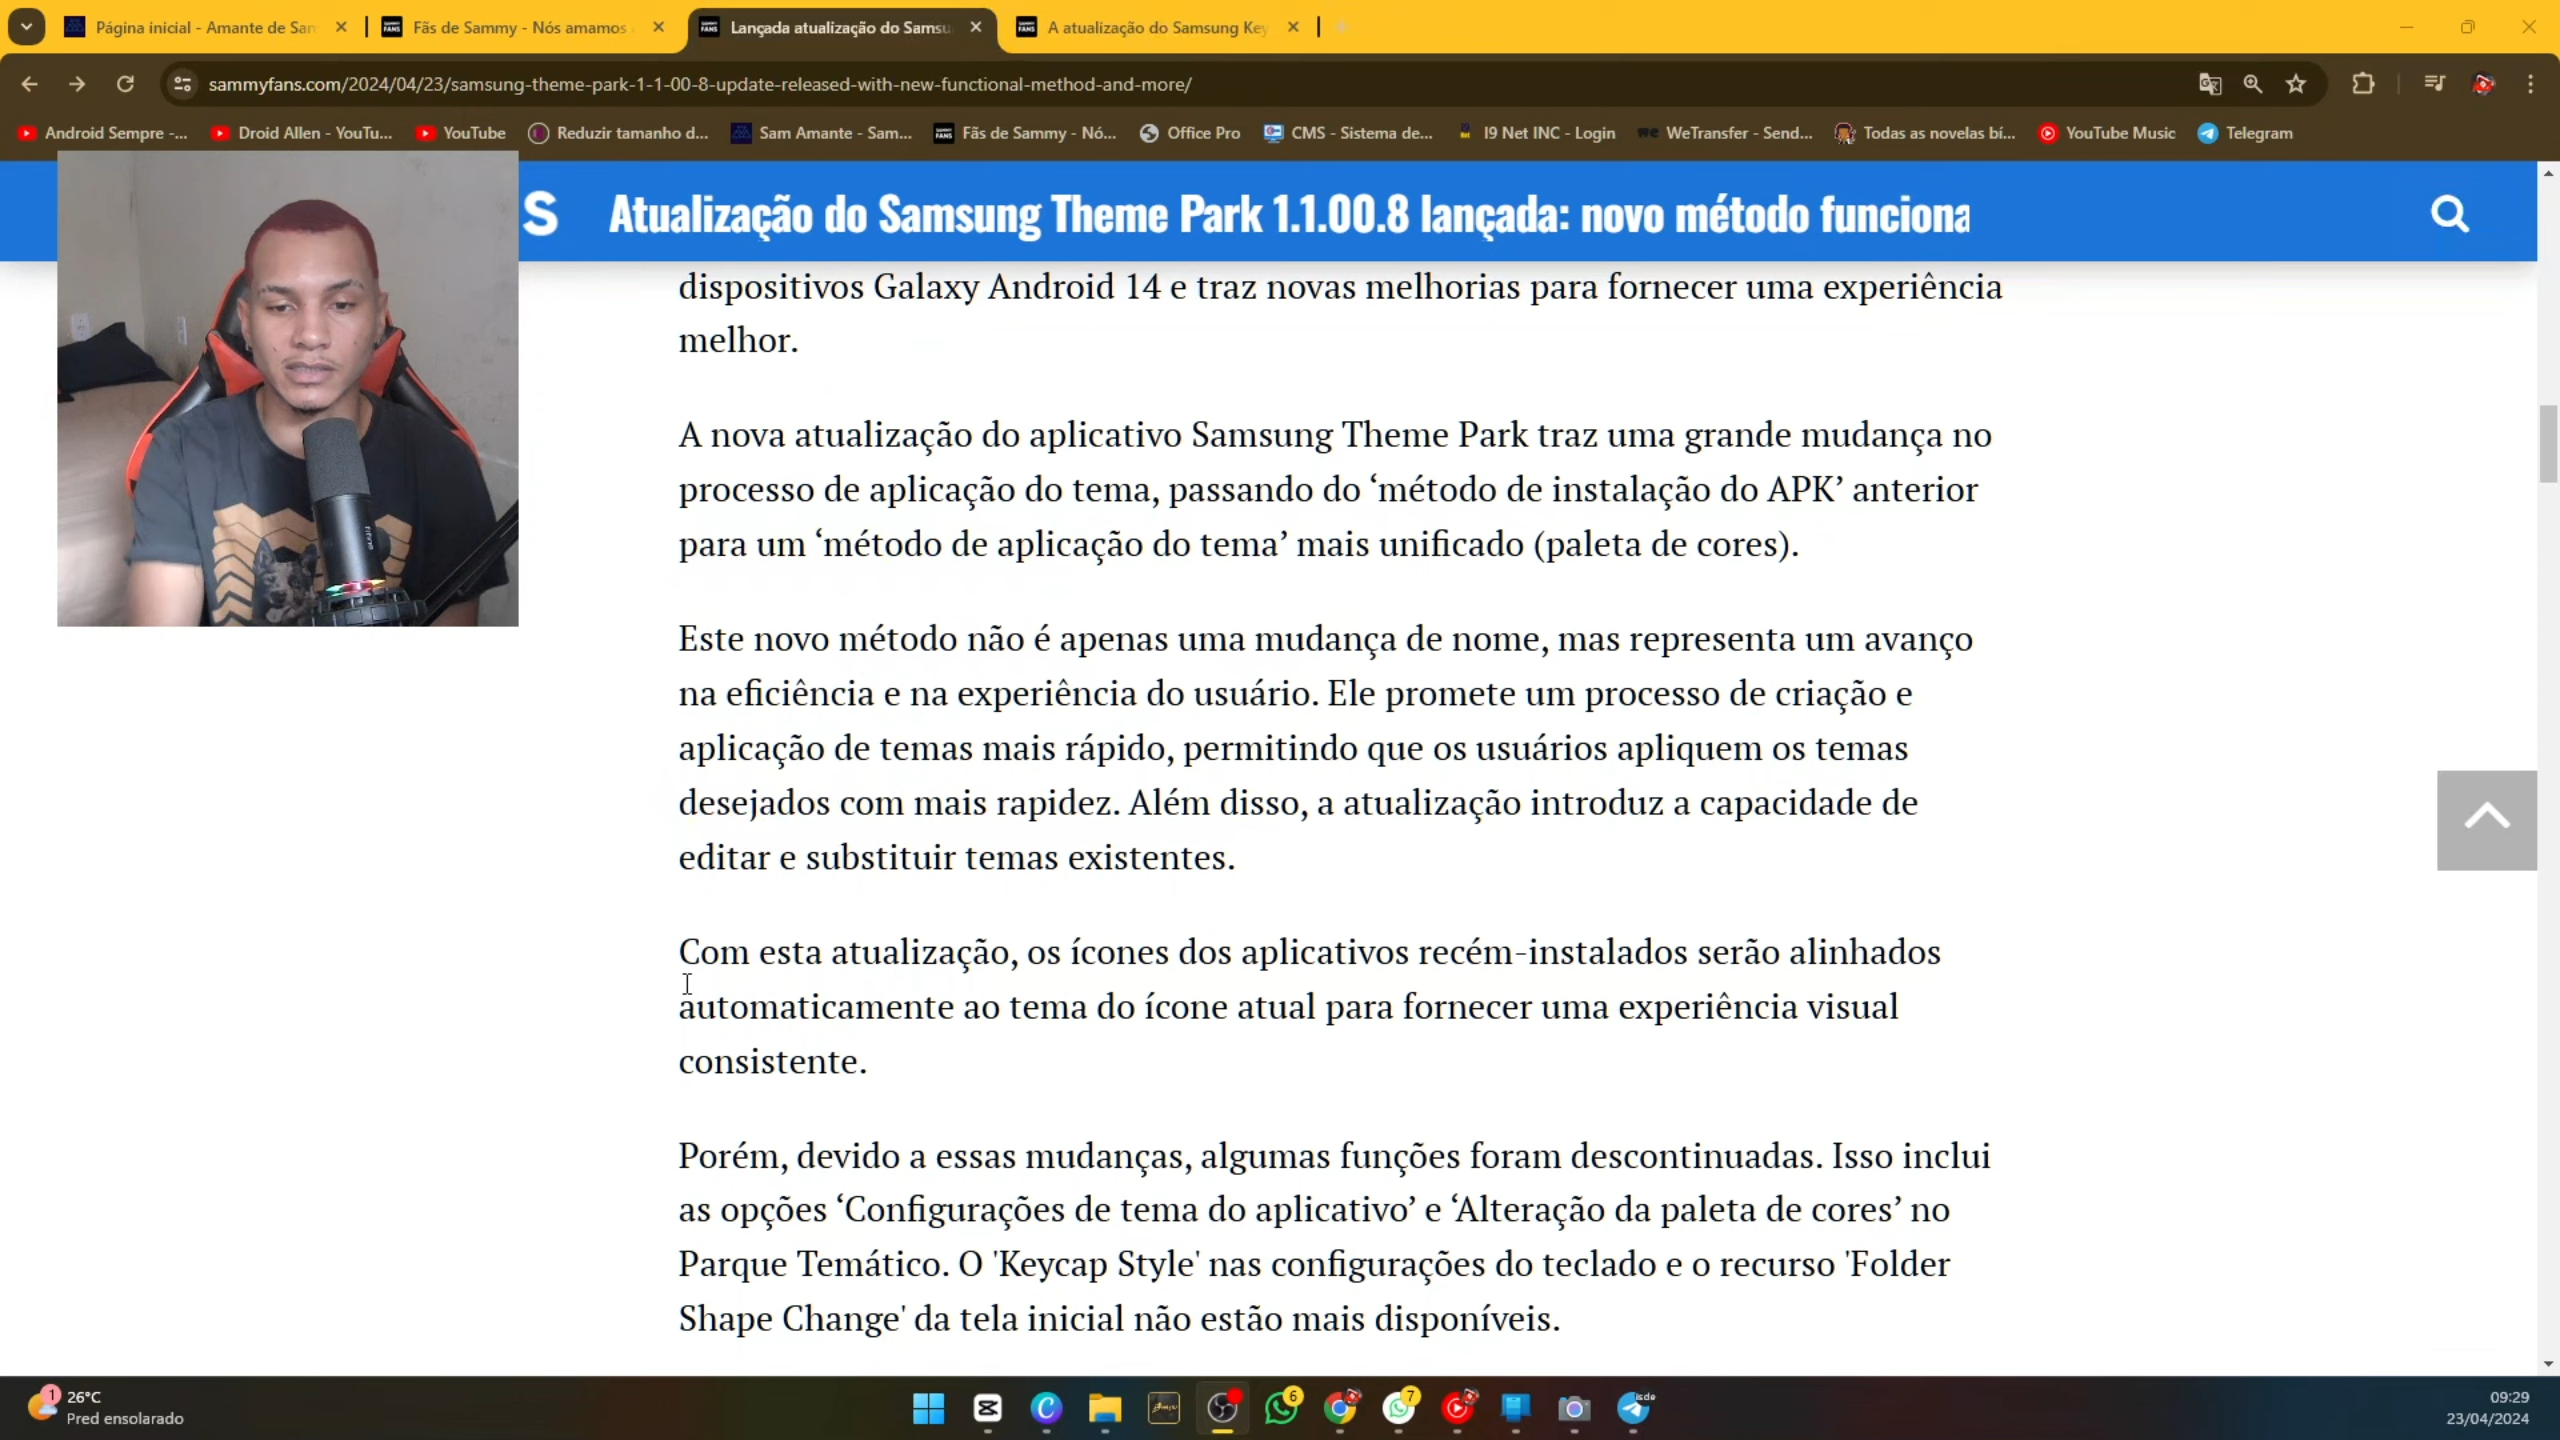 Página inicial - Amante de San
Fãs de Sammy - Nós amamos
Lançada atualização do Samsu
A atualização do Samsung Key
sammyfans.com/2024/04/23/samsung-theme-park-1-1-00-8-update-released-with-new-functional-method-and-more/
Android Sempre -...
Droid Allen - YouTu...
YouTube
Reduzir tamanho d...
Sam Amante - Sam...
Fãs de Sammy - Nó...
Office Pro
CMS - Sistema de...
I9 Net INC - Login
WeTransfer - Send...
Todas as novelas bí...
YouTube Music
Telegram
S
Atualização do Samsung Theme Park 1.1.00.8 lançada: novo método funciona
dispositivos Galaxy Android 14 e traz novas melhorias para fornecer uma experiência
melhor.
A nova atualização do aplicativo Samsung Theme Park traz uma grande mudança no
processo de aplicação do tema, passando do ‘método de instalação do APK’ anterior
para um ‘método de aplicação do tema’ mais unificado (paleta de cores).
Este novo método não é apenas uma mudança de nome, mas representa um avanço
na eficiência e na experiência do usuário. Ele promete um processo de criação e
aplicação de temas mais rápido, permitindo que os usuários apliquem os temas
desejados com mais rapidez. Além disso, a atualização introduz a capacidade de
editar e substituir temas existentes.
Com esta atualização, os ícones dos aplicativos recém-instalados serão alinhados
automaticamente ao tema do ícone atual para fornecer uma experiência visual
consistente.
Porém, devido a essas mudanças, algumas funções foram descontinuadas. Isso inclui
as opções ‘Configurações de tema do aplicativo’ e ‘Alteração da paleta de cores’ no
Parque Temático. O 'Keycap Style' nas configurações do teclado e o recurso 'Folder
Shape Change' da tela inicial não estão mais disponíveis.
1
26°C
Pred ensolarado
6
7
09:29
23/04/2024